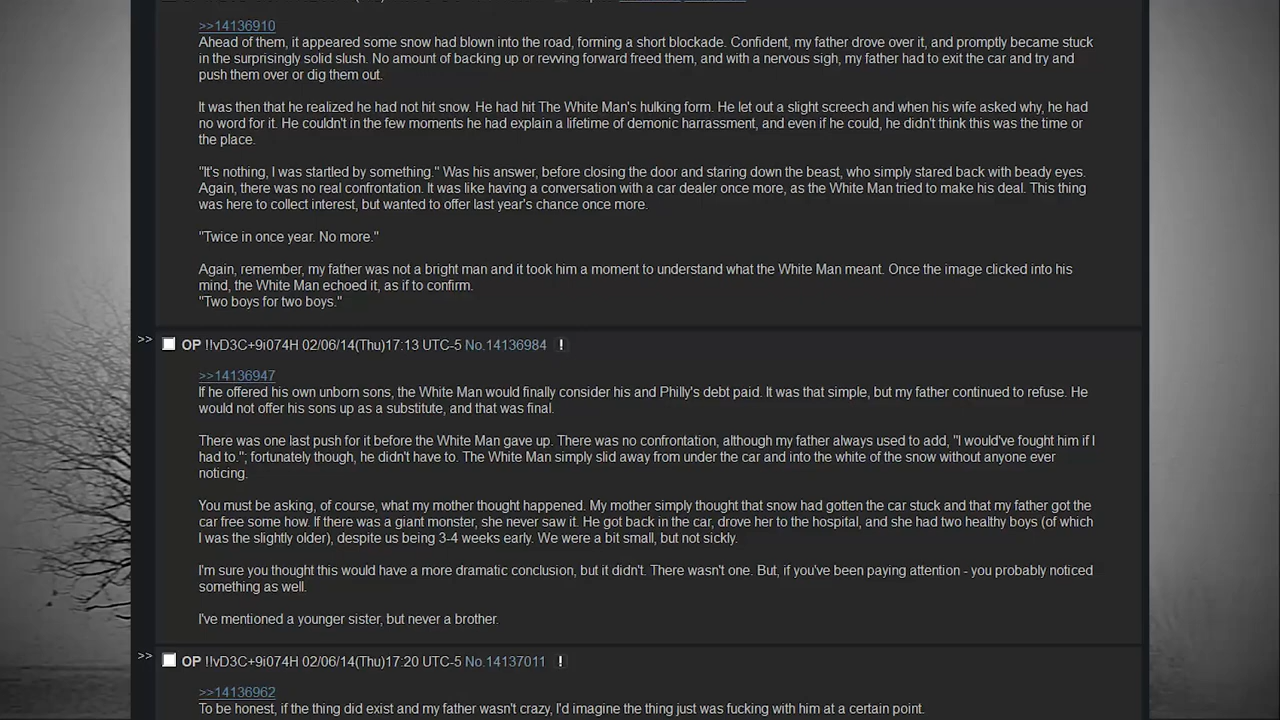 >>14136910
Ahead of them, it appeared some snow had blown into the road, forming a short blockade. Confident, my father drove over it, and promptly became stuck
in the surprisingly solid slush. No amount of backing up or revving forward freed them, and with a nervous sigh, my father had to exit the car and try and
push them over or dig them out.
It was then that he realized he had not hit snow. He had hit The White Man's hulking form. He let out a slight screech and when his wife asked why, he had
no word for it. He couldn't in the few moments he had explain a lifetime of demonic harrassment, and even if he could, he didn't think this was the time or
the place.
"It's nothing, I was startled by something." Was his answer, before closing the door and staring down the beast, who simply stared back with beady eyes.
Again, there was no real confrontation. It was like having a conversation with a car dealer once more, as the White Man tried to make his deal. This thing
was here to collect interest, but wanted to offer last year's chance once more.
"Twice in once year. No more."
Again, remember, my father was not a bright man and it took him a moment to understand what the White Man meant. Once the image clicked into his
mind, the White Man echoed it, as if to confirm.
"Two boys for two boys."
>> OP !!vD3C+9i074H 02/06/14(Thu)17:13 UTC-5 No.14136984 !
>>14136947
If he offered his own unborn sons, the White Man would finally consider his and Philly's debt paid. It was that simple, but my father continued to refuse. He
would not offer his sons up as a substitute, and that was final.
There was one last push for it before the White Man gave up. There was no confrontation, although my father always used to add, "I would've fought him if I
had to."; fortunately though, he didn't have to. The White Man simply slid away from under the car and into the white of the snow without anyone ever
noticing.
You must be asking, of course, what my mother thought happened. My mother simply thought that snow had gotten the car stuck and that my father got the
car free some how. If there was a giant monster, she never saw it. He got back in the car, drove her to the hospital, and she had two healthy boys (of which
I was the slightly older), despite us being 3-4 weeks early. We were a bit small, but not sickly.
I'm sure you thought this would have a more dramatic conclusion, but it didn't. There wasn't one. But, if you've been paying attention - you probably noticed
something as well.
I've mentioned a younger sister, but never a brother.
>> OP !!vD3C+9i074H 02/06/14(Thu)17:20 UTC-5 No.14137011 !
>>14136962
To be honest, if the thing did exist and my father wasn't crazy, I'd imagine the thing just was fucking with him at a certain point.